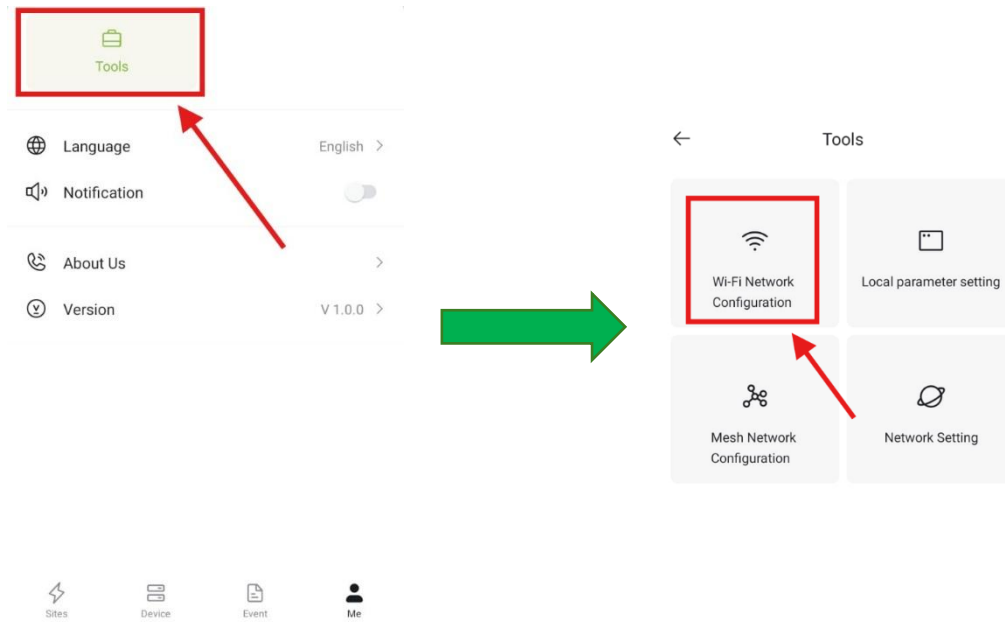 Tools
Language English
Notification
About Us
Version V 1.0.0
Sites Device Event Me
Tools
Wi-Fi Network
Configuration
Local parameter setting
Mesh Network
Configuration
Network Setting